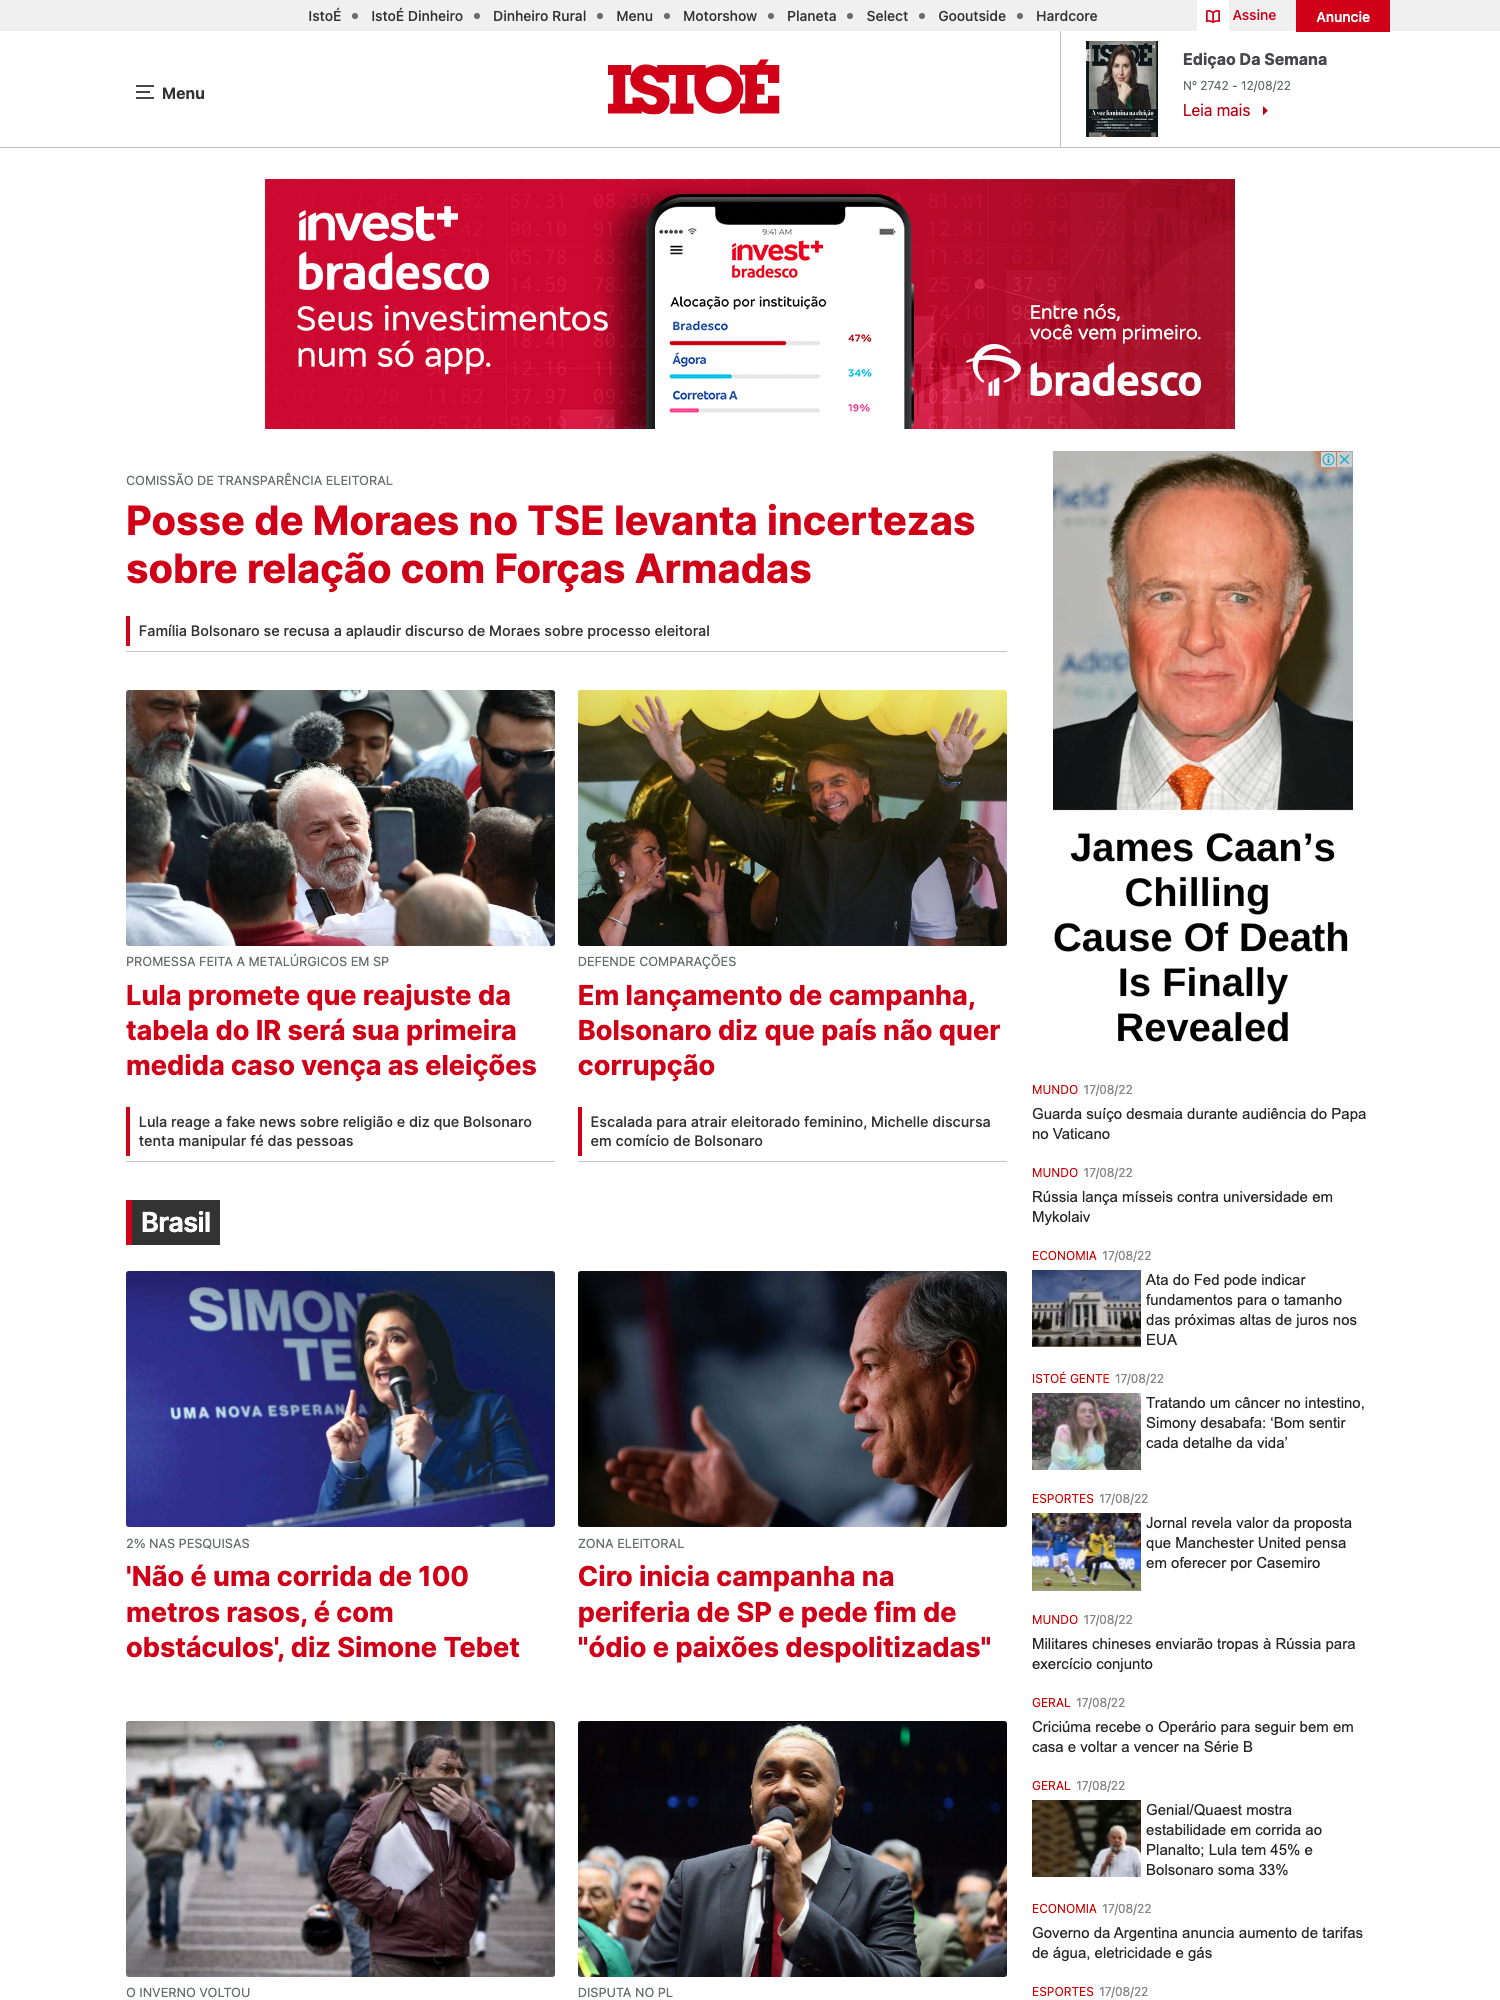 IstoÉ • IstoÉ Dinheiro • Dinheiro Rural • Menu • Motorshow • Planeta • Select • Gooutside • Hardcore
Assine
Anuncie
Menu
ISTOÉ
ISTOÉ
A voz feminina na eleição
Ediçao Da Semana
Nº 2742 - 12/08/22
Leia mais
invest+
bradesco
Seus investimentos
num só app.
9:41 AM
invest+
bradesco
Alocação por instituição
Bradesco
47%
Ágora
34%
Corretora A
19%
Entre nós,
você vem primeiro.
bradesco
COMISSÃO DE TRANSPARÊNCIA ELEITORAL
Posse de Moraes no TSE levanta incertezas
sobre relação com Forças Armadas
Família Bolsonaro se recusa a aplaudir discurso de Moraes sobre processo eleitoral
PROMESSA FEITA A METALÚRGICOS EM SP
Lula promete que reajuste da
tabela do IR será sua primeira
medida caso vença as eleições
Lula reage a fake news sobre religião e diz que Bolsonaro
tenta manipular fé das pessoas
DEFENDE COMPARAÇÕES
Em lançamento de campanha,
Bolsonaro diz que país não quer
corrupção
Escalada para atrair eleitorado feminino, Michelle discursa
em comício de Bolsonaro
Brasil
SIMON
TE
UMA NOVA ESPERANÇA
2% NAS PESQUISAS
'Não é uma corrida de 100
metros rasos, é com
obstáculos', diz Simone Tebet
ZONA ELEITORAL
Ciro inicia campanha na
periferia de SP e pede fim de
"ódio e paixões despolitizadas"
O INVERNO VOLTOU
DISPUTA NO PL
James Caan’s
Chilling
Cause Of Death
Is Finally
Revealed
MUNDO 17/08/22
Guarda suíço desmaia durante audiência do Papa
no Vaticano
MUNDO 17/08/22
Rússia lança mísseis contra universidade em
Mykolaiv
ECONOMIA 17/08/22
Ata do Fed pode indicar
fundamentos para o tamanho
das próximas altas de juros nos
EUA
ISTOÉ GENTE 17/08/22
Tratando um câncer no intestino,
Simony desabafa: ‘Bom sentir
cada detalhe da vida’
ESPORTES 17/08/22
Jornal revela valor da proposta
que Manchester United pensa
em oferecer por Casemiro
MUNDO 17/08/22
Militares chineses enviarão tropas à Rússia para
exercício conjunto
GERAL 17/08/22
Criciúma recebe o Operário para seguir bem em
casa e voltar a vencer na Série B
GERAL 17/08/22
Genial/Quaest mostra
estabilidade em corrida ao
Planalto; Lula tem 45% e
Bolsonaro soma 33%
ECONOMIA 17/08/22
Governo da Argentina anuncia aumento de tarifas
de água, eletricidade e gás
ESPORTES 17/08/22